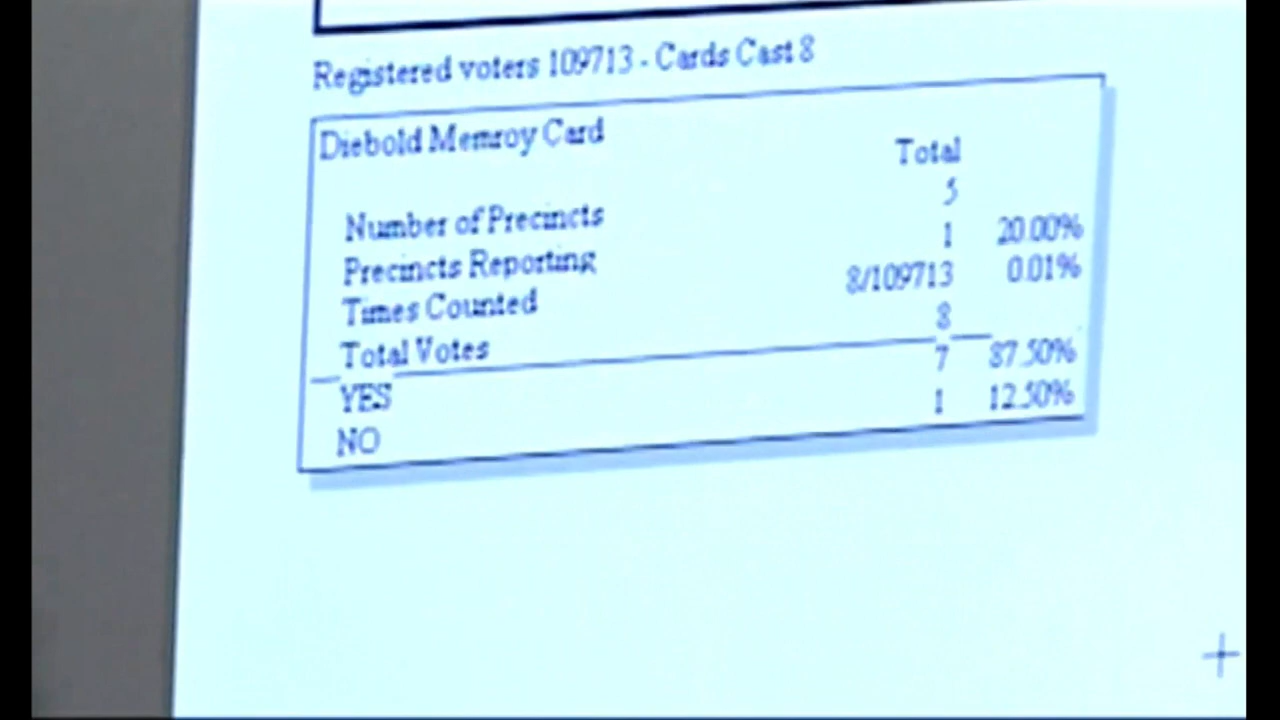 Registered voters 109713 - Cards Cast 8
Diebold Memroy Card
Total
Number of Precincts 5
Precincts Reporting 1 20.00%
Times Counted 8/109713 0.01%
Total Votes 8
YES 7 87.50%
NO 1 12.50%